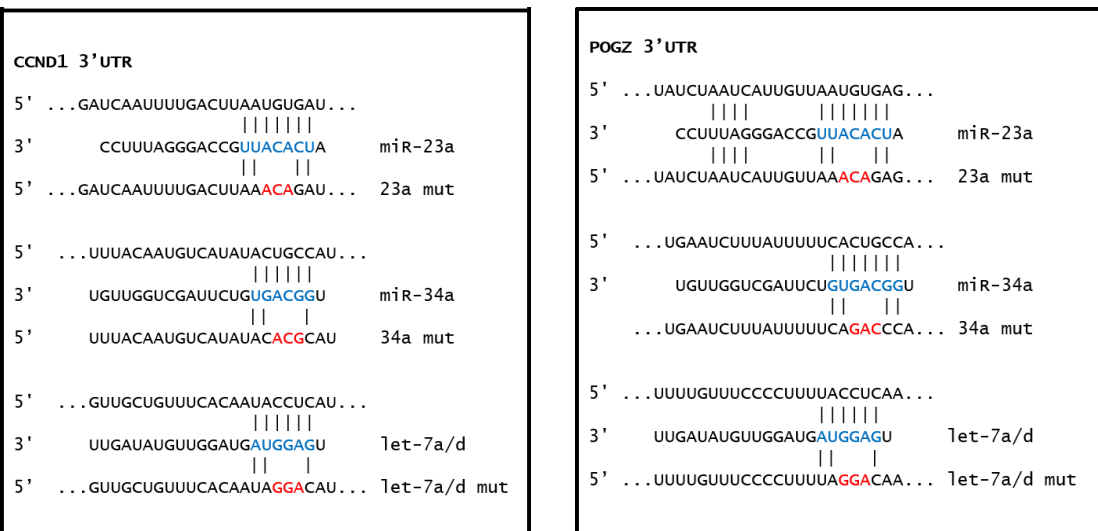 CCND1 3’UTR
5' ...GAUCAAUUUUGACUUAAUGUGAU...
|||||||
3' CCUUUAGGGACCGUUACACUA miR-23a
|| ||
5' ...GAUCAAUUUUGACUUAAACAGAU... 23a mut
5' ...UUUACAAUGUCAUAUACUGCCAU...
||||||
3' UGUUGGUCGAUUCUGUGACGGU miR-34a
|| |
5' UUUACAAUGUCAUAUACACGCAU 34a mut
5' ...GUUGCUGUUUCACAAUACCUCAU...
||||||
3' UUGAUAUGUUGGAUGAUGGAGU let-7a/d
|| |
5' ...GUUGCUGUUUCACAAUAGGACAU... let-7a/d mut
POGZ 3’UTR
5' ...UAUCUAAUCAUUGUUAAUGUGAG...
|||| |||||||
3' CCUUUAGGGACCGUUACACUA miR-23a
|||| || ||
5' ...UAUCUAAUCAUUGUUAAACAGAG... 23a mut
5' ...UGAAUCUUUAUUUUUCACUGCCA...
|||||||
3' UGUUGGUCGAUUCUGUGACGGU miR-34a
|| ||
...UGAAUCUUUAUUUUUCAGACCCA... 34a mut
5' ...UUUUGUUUCCCCUUUUACCUCAA...
||||||
3' UUGAUAUGUUGGAUGAUGGAGU let-7a/d
|| |
5' ...UUUUGUUUCCCCUUUUAGGACAA... let-7a/d mut